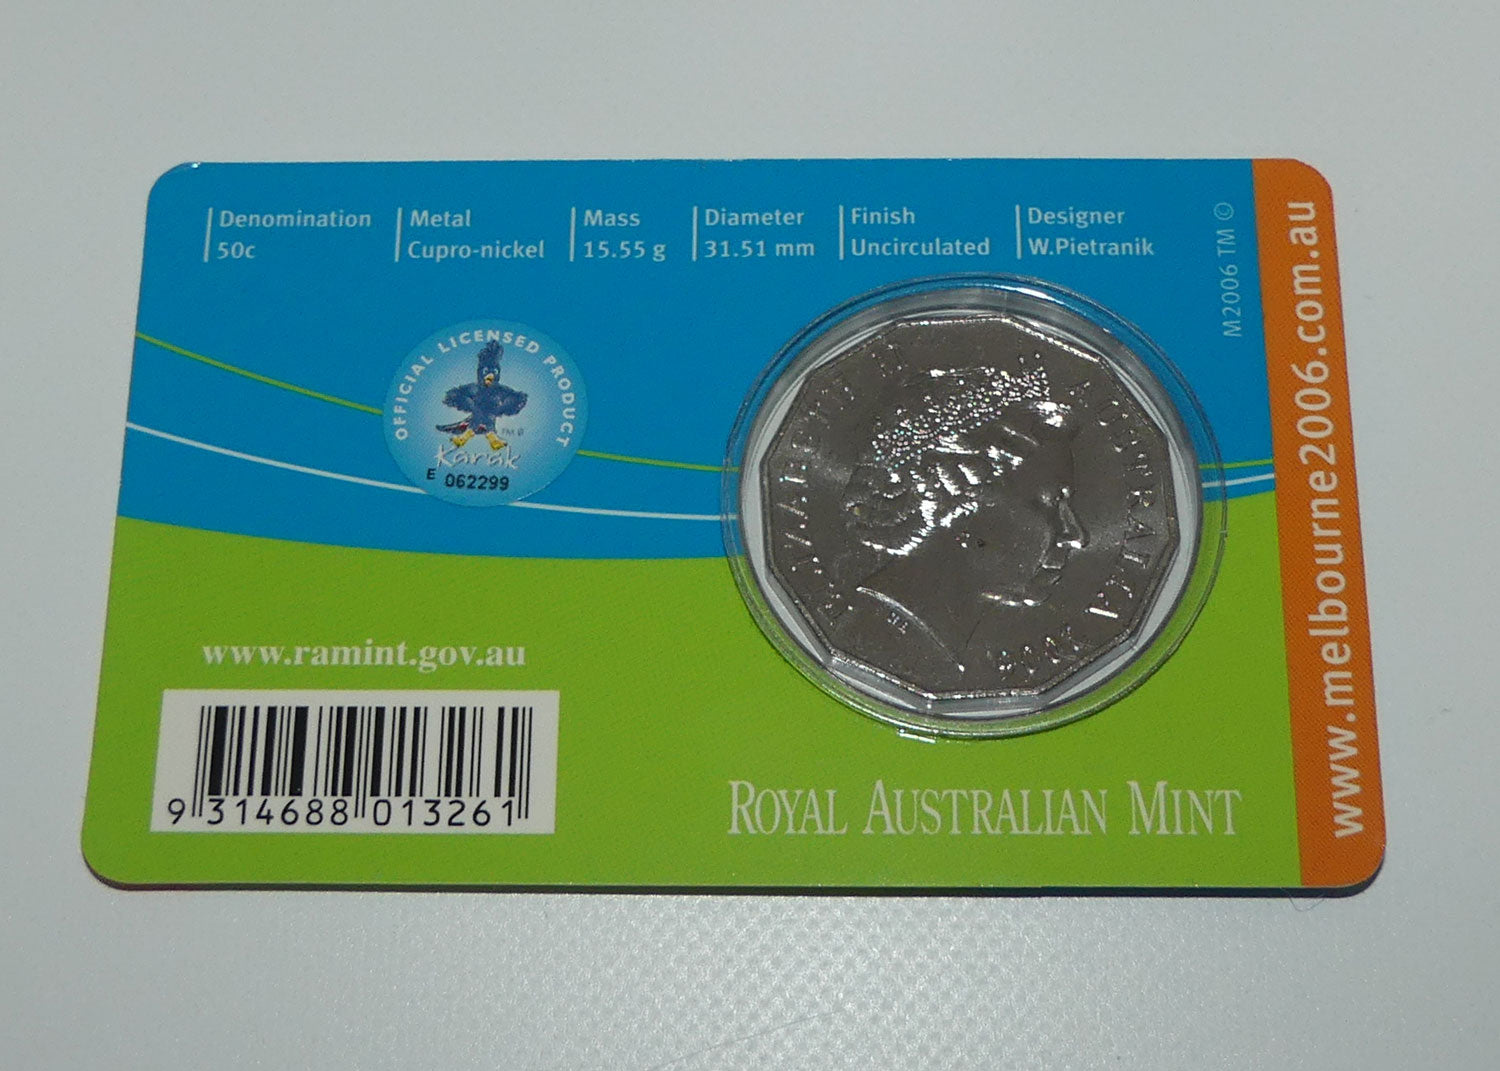 Denomination
50c
Metal
Cupro-nickel
Mass
15.55 g
Diameter
31.51 mm
Finish
Uncirculated
Designer
W.Pietranik
M2006 TM ©
www.melbourne2006.com.au
OFFICIAL LICENSED PRODUCT
TM ©
Karak
E 062299
ELIZABETH II
AUSTRALIA 2006
www.ramint.gov.au
9 314688 013261
ROYAL AUSTRALIAN MINT